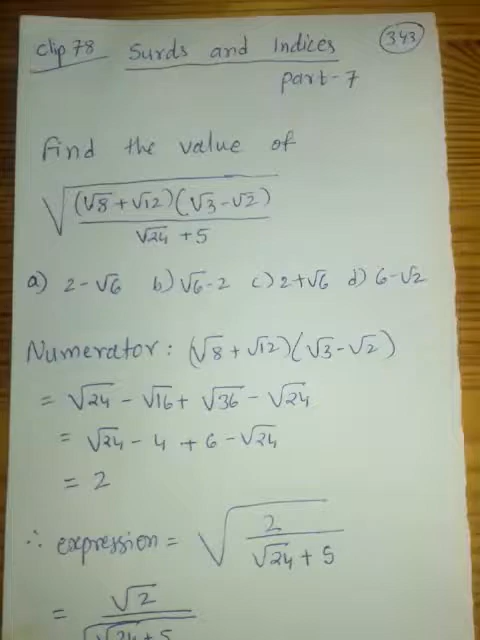 Clip 78 Surds and Indices 343
part-7
Find the value of
√((√8+√12)(√3-√2)/(√24+5))
a) 2-√6 b) √6-2 c) 2+√6 d) 6-√2
Numerator: (√8+√12)(√3-√2)
= √24 - √16 + √36 - √24
= √24 - 4 + 6 - √24
= 2
∴ expression = √(2/(√24+5))
= √2/√(√24+5)